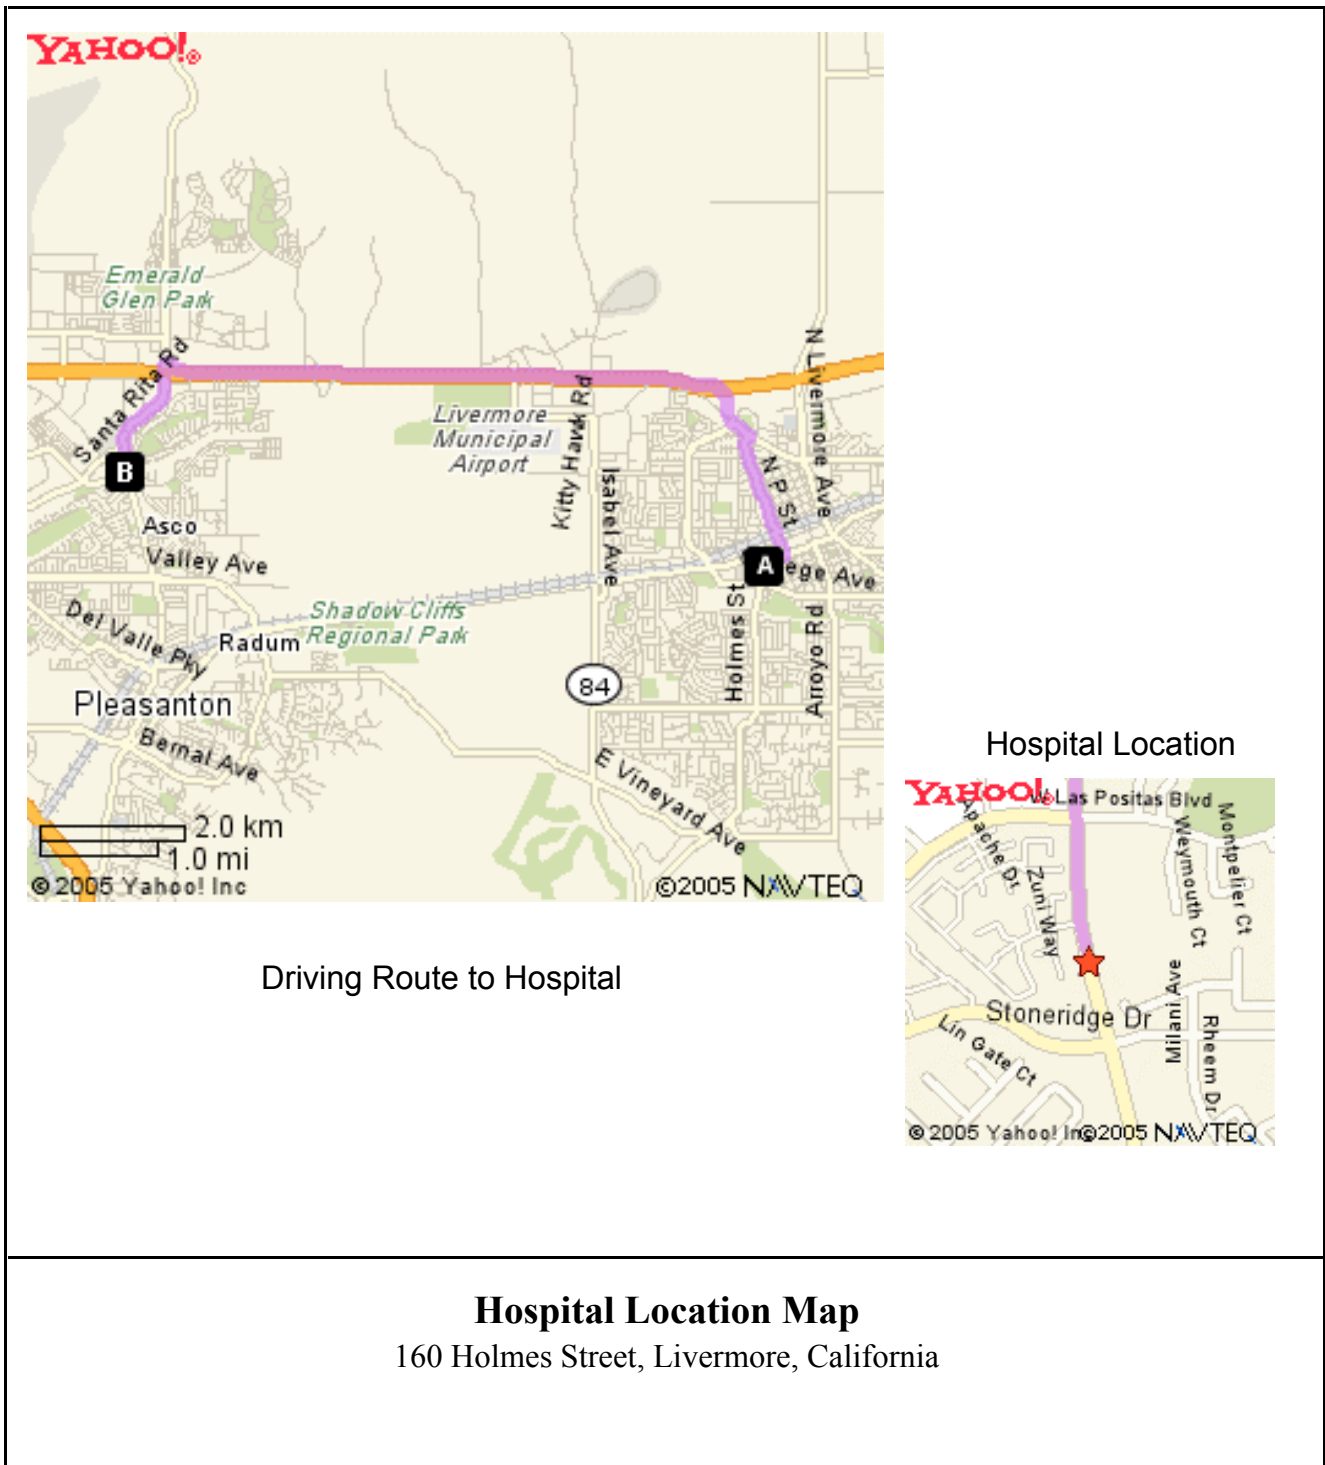 YAHOO!®
Emerald
Glen Park
Santa Rita Rd
N Livermore Ave
Livermore
Municipal
Airport
Kitty Hawk Rd
Isabel Ave
N P St
B
A
ege Ave
Asco
Valley Ave
Shadow Cliffs
Regional Park
Del Valle Pky
Radum
Holmes St
Arroyo Rd
84
Pleasanton
Bernal Ave
E Vineyard Ave
2.0 km
1.0 mi
©2005 Yahoo! Inc
©2005 NAVTEQ
Driving Route to Hospital
Hospital Location
YAHOO!
W Las Positas Blvd
Apache Dr
Zuni Way
Weymouth Ct
Montpelier Ct
Milani Ave
Stoneridge Dr
Lin Gate Ct
Rheem Dr
©2005 Yahoo! In
©2005 NAVTEQ
Hospital Location Map
160 Holmes Street, Livermore, California